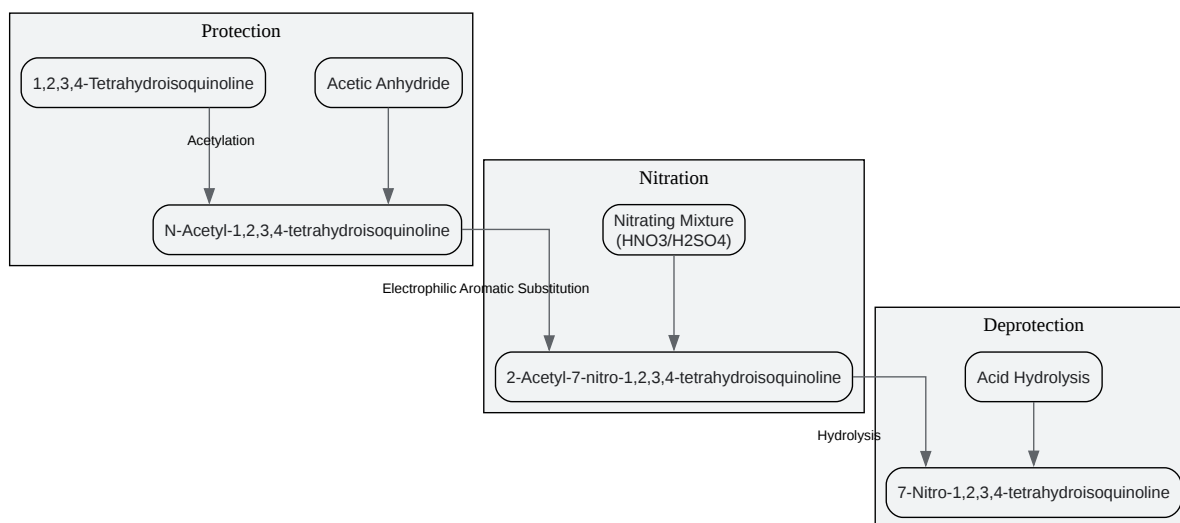 Protection
1,2,3,4-Tetrahydroisoquinoline
Acetic Anhydride
Acetylation
N-Acetyl-1,2,3,4-tetrahydroisoquinoline
Nitration
Nitrating Mixture
(HNO3/H2SO4)
Electrophilic Aromatic Substitution
2-Acetyl-7-nitro-1,2,3,4-tetrahydroisoquinoline
Deprotection
Acid Hydrolysis
Hydrolysis
7-Nitro-1,2,3,4-tetrahydroisoquinoline